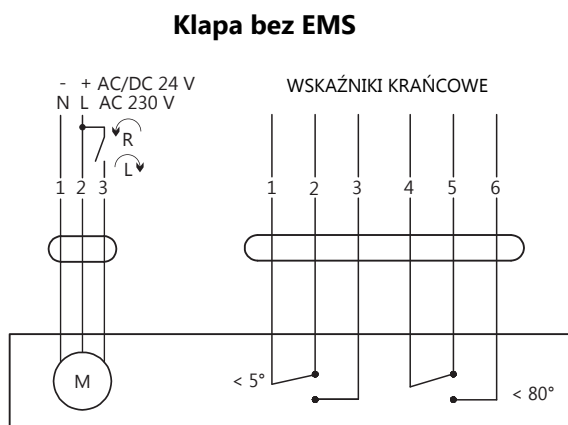 Klapa bez EMS
- + AC/DC 24 V
N L AC 230 V
WSKAŹNIKI KRAŃCOWE
R
L
1 2 3
1 2 3 4 5 6
M
< 5°
< 80°